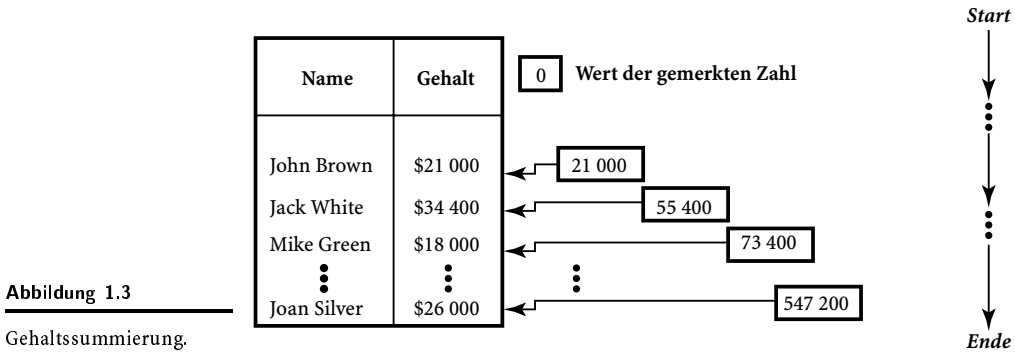 Start
Name Gehalt
0 Wert der gemerkten Zahl
John Brown $21 000 21 000
Jack White $34 400 55 400
Mike Green $18 000 73 400
Joan Silver $26 000 547 200
Abbildung 1.3
Gehaltssummierung.
Ende